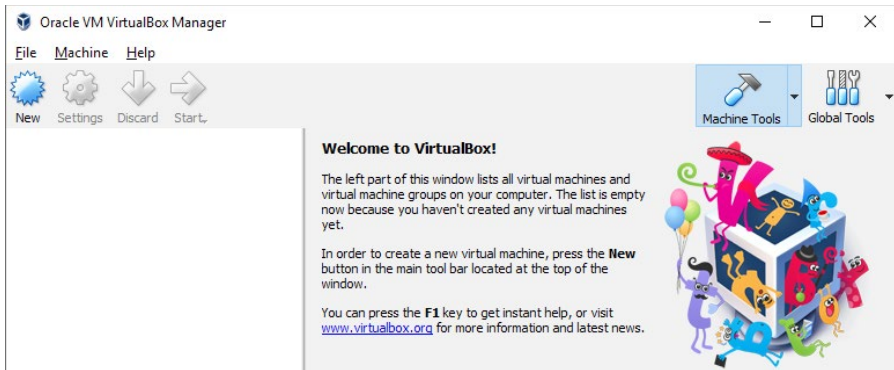 Oracle VM VirtualBox Manager
File Machine Help
New Settings Discard Start
Machine Tools Global Tools
Welcome to VirtualBox!
The left part of this window lists all virtual machines and
virtual machine groups on your computer. The list is empty
now because you haven't created any virtual machines
yet.
In order to create a new virtual machine, press the New
button in the main tool bar located at the top of the
window.
You can press the F1 key to get instant help, or visit
www.virtualbox.org for more information and latest news.